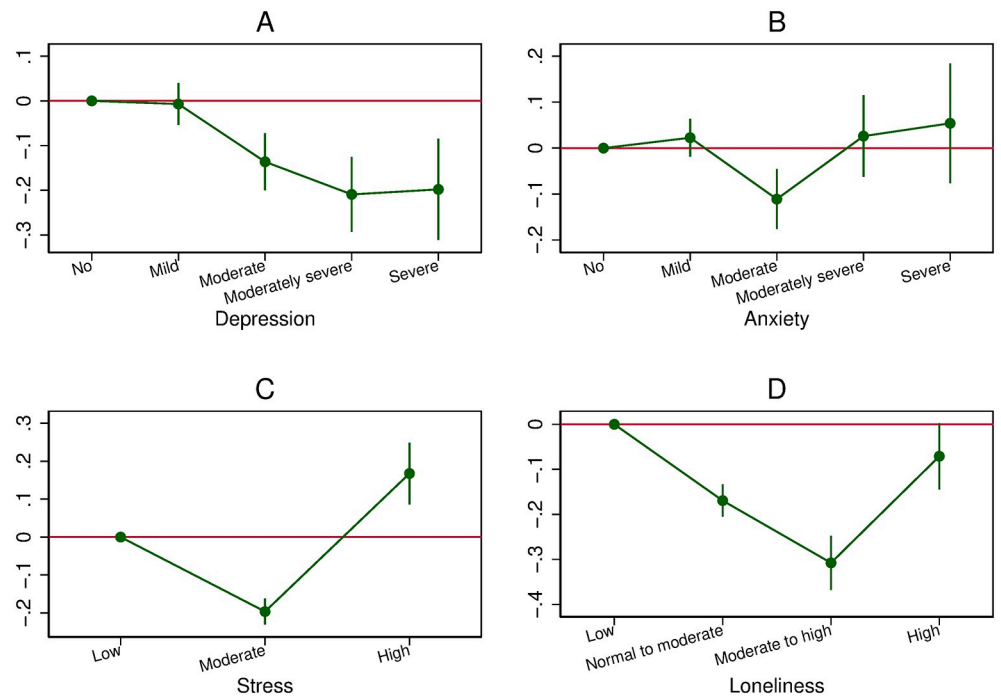 A
.1
0
-.1
-.2
-.3
No
Mild
Moderate
Moderately severe
Severe
Depression
B
.2
.1
0
-.1
-.2
No
Mild
Moderate
Moderately severe
Severe
Anxiety
C
.3
.2
.1
0
-.1
-.2
Low
Moderate
High
Stress
D
0
-.1
-.2
-.3
-.4
Low
Normal to moderate
Moderate to high
High
Loneliness